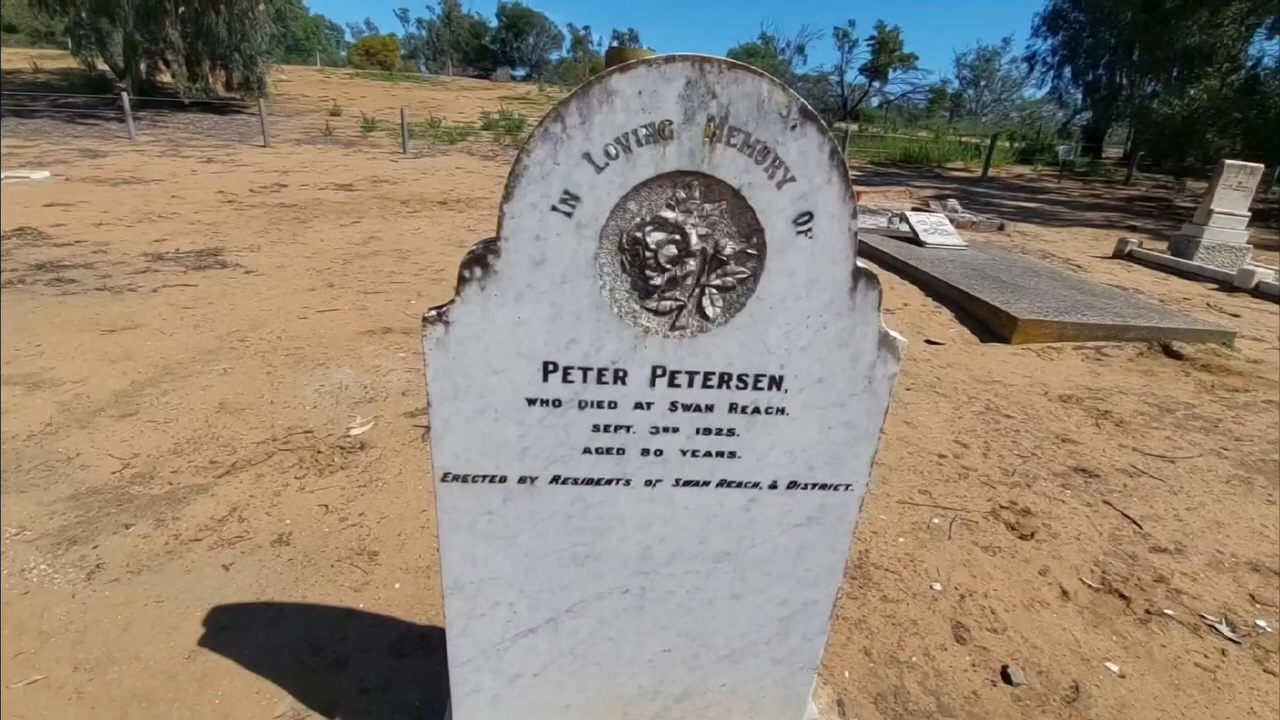 In Loving Memory Of
Peter Petersen,
who died at Swan Reach.
Sept. 3rd 1925.
Aged 80 years.
Erected by Residents of Swan Reach, & District.